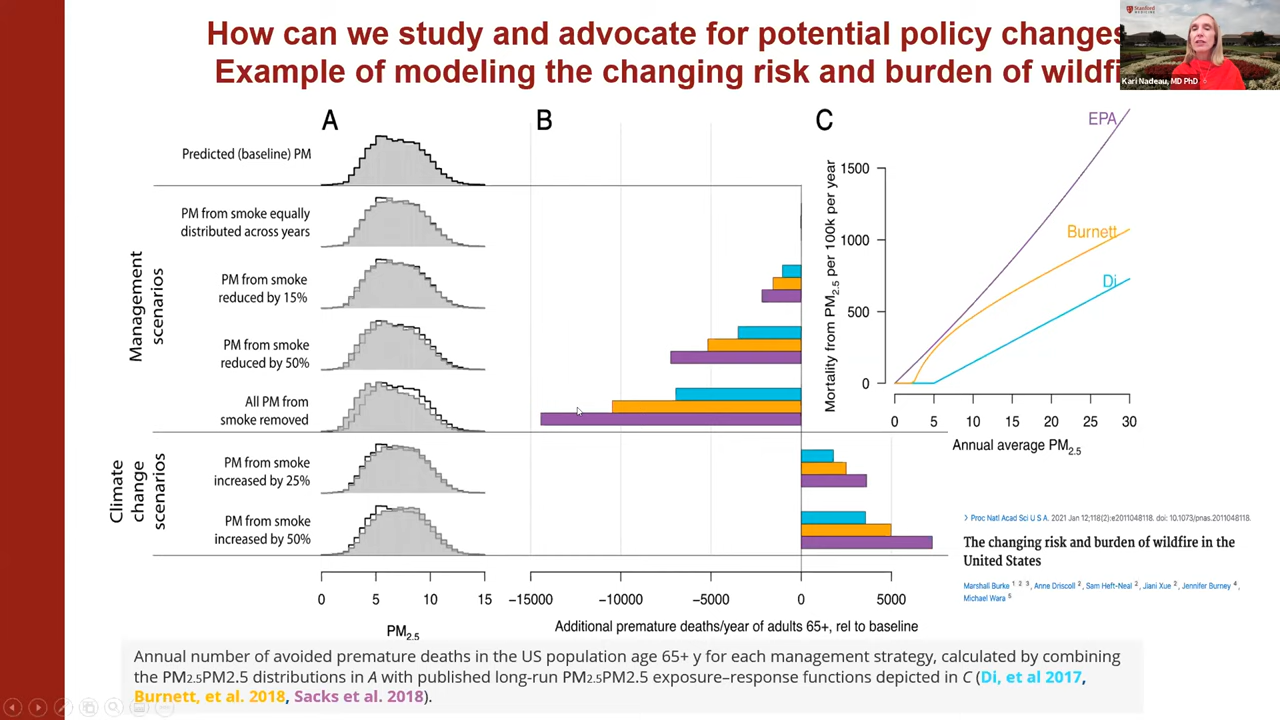 How can we study and advocate for potential policy changes
Example of modeling the changing risk and burden of wildfi
Stanford
MEDICINE
Kari Nadeau, MD PhD
A
B
C
Predicted (baseline) PM
Management
scenarios
PM from smoke equally
distributed across years
PM from smoke
reduced by 15%
PM from smoke
reduced by 50%
All PM from
smoke removed
Climate
change
scenarios
PM from smoke
increased by 25%
PM from smoke
increased by 50%
0 5 10 15
PM2.5
−15000 −10000 −5000 0 5000
Additional premature deaths/year of adults 65+, rel to baseline
Mortality from PM2.5 per 100k per year
1500
1000
500
0
EPA
Burnett
Di
0 5 10 15 20 25 30
Annual average PM2.5
Proc Natl Acad Sci U S A. 2021 Jan 12;118(2):e2011048118. doi: 10.1073/pnas.2011048118.
The changing risk and burden of wildfire in the
United States
Marshall Burke 1 2 3, Anne Driscoll 2, Sam Heft-Neal 2, Jiani Xue 2, Jennifer Burney 4,
Michael Wara 5
Annual number of avoided premature deaths in the US population age 65+ y for each management strategy, calculated by combining
the PM2.5PM2.5 distributions in A with published long-run PM2.5PM2.5 exposure–response functions depicted in C (Di, et al 2017,
Burnett, et al. 2018, Sacks et al. 2018).